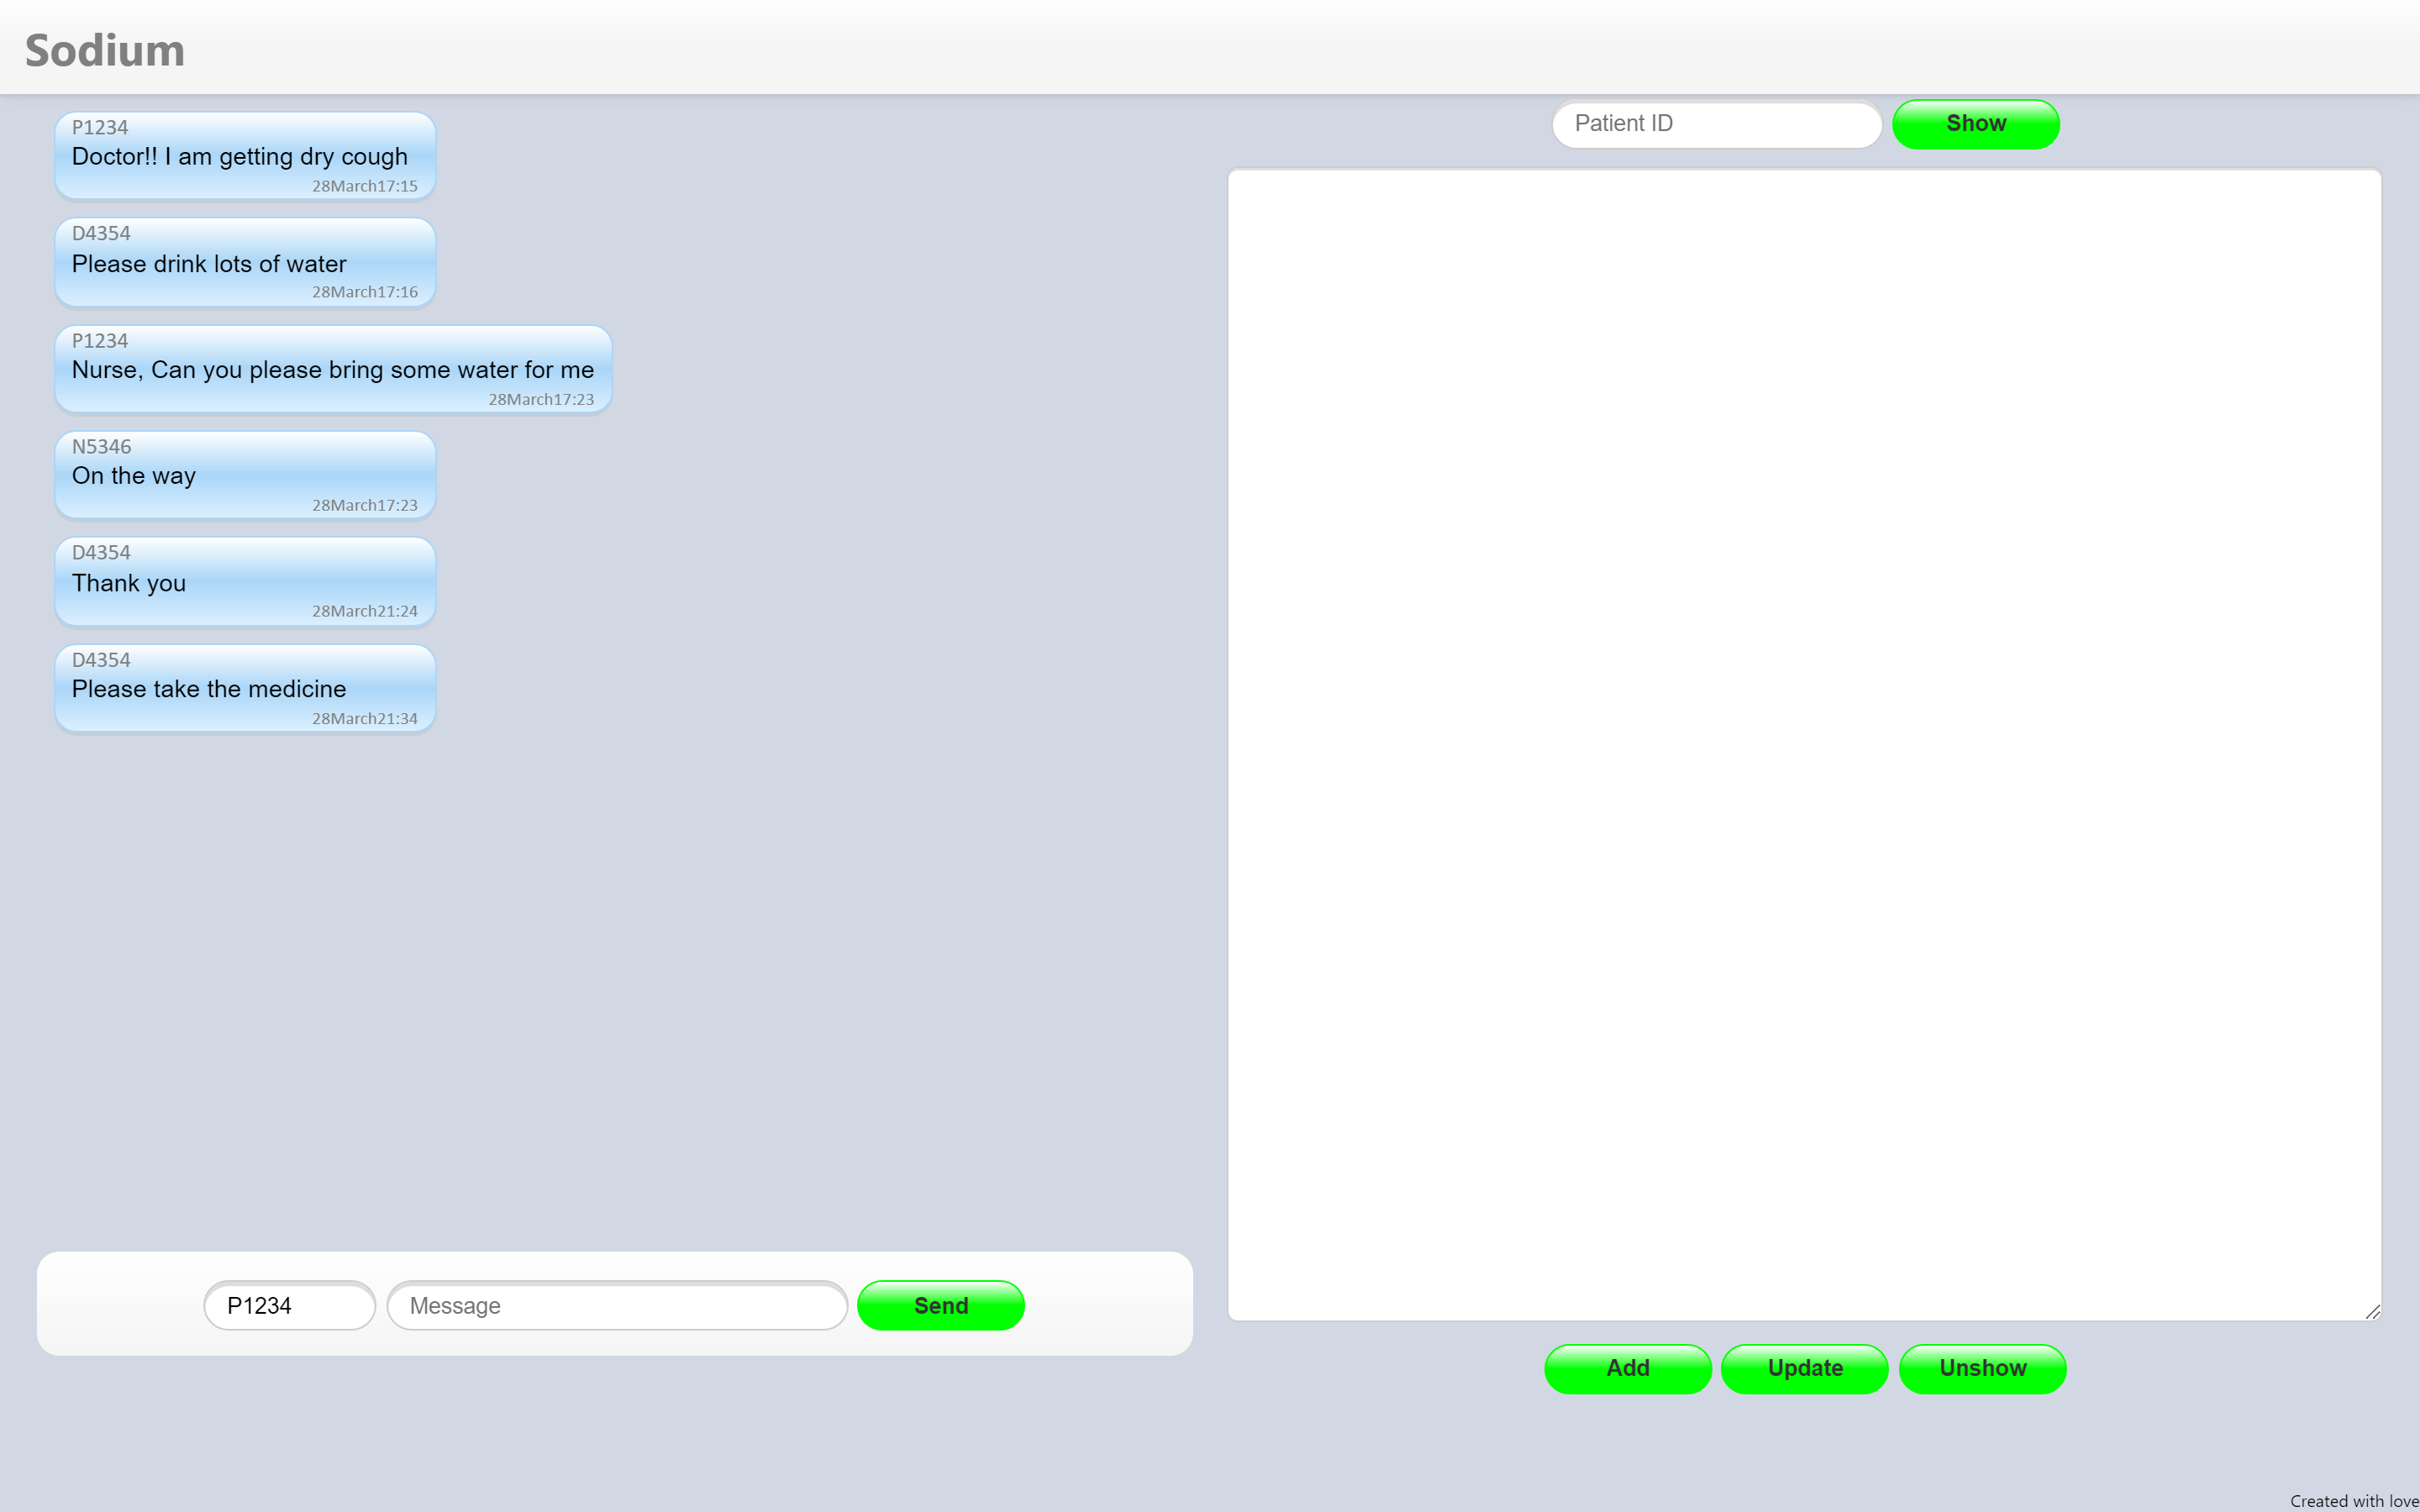 Sodium
P1234
Doctor!! I am getting dry cough
28March17:15
D4354
Please drink lots of water
28March17:16
P1234
Nurse, Can you please bring some water for me
28March17:23
N5346
On the way
28March17:23
D4354
Thank you
28March21:24
D4354
Please take the medicine
28March21:34
P1234
Message
Send
Patient ID
Show
Add
Update
Unshow
Created with love